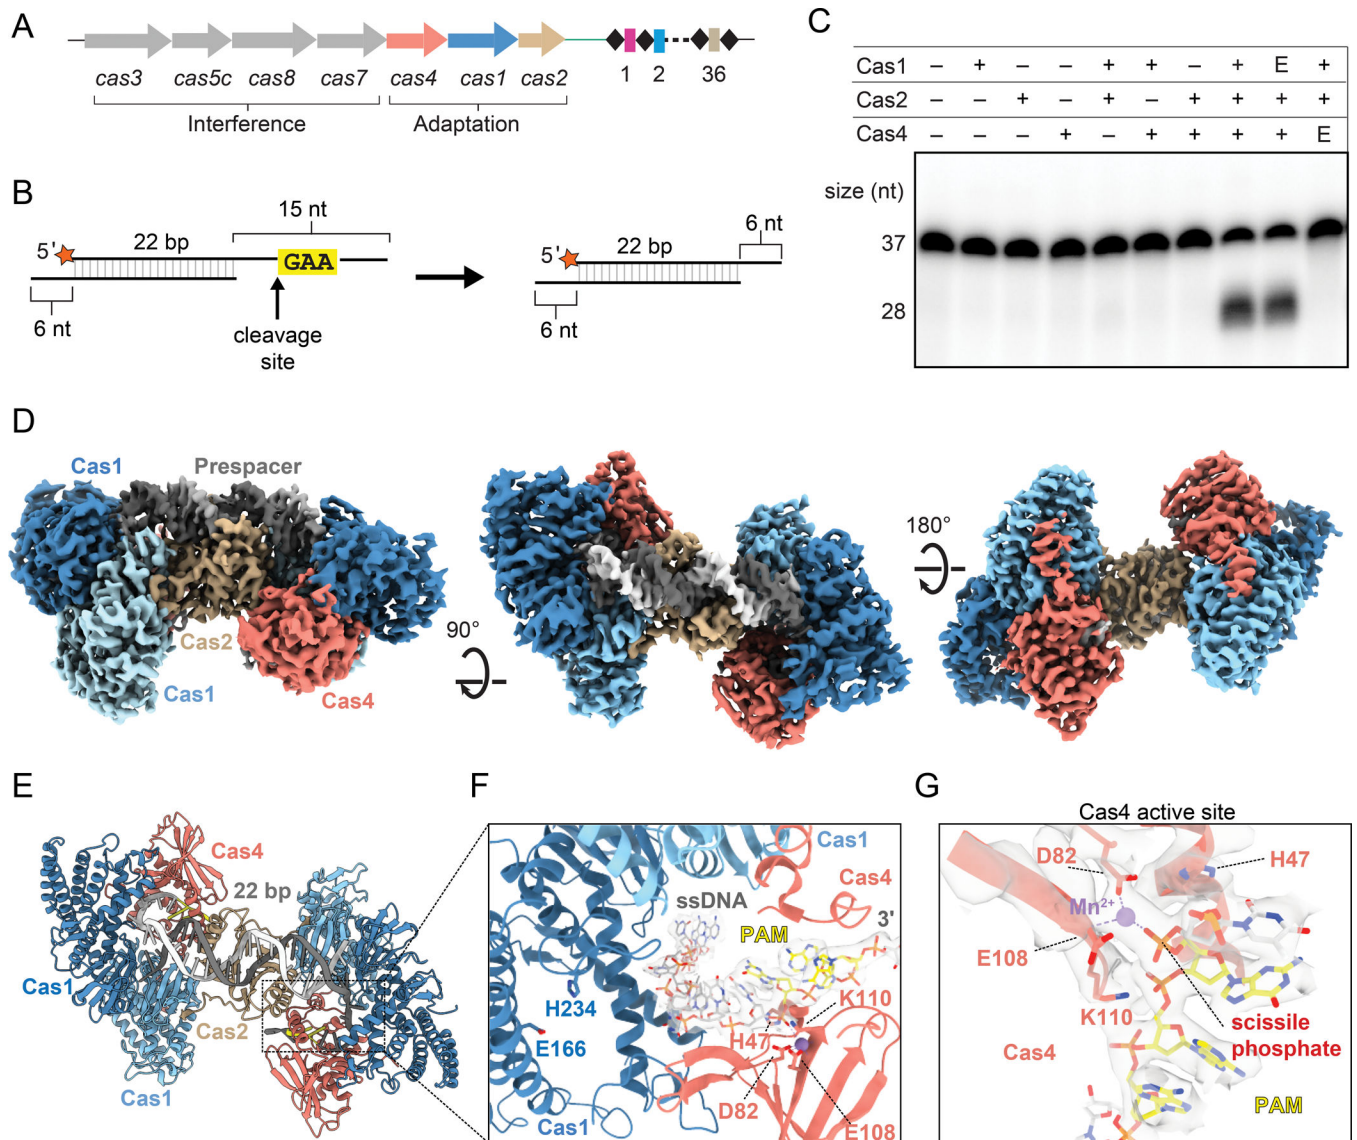 A
cas3 cas5c cas8 cas7 cas4 cas1 cas2 1 2 36
Interference Adaptation
B
15 nt
5' 22 bp
GAA
6 nt
cleavage
site
6 nt
5' 22 bp
6 nt
C
Cas1 – + – – + + – + E +
Cas2 – – + – + – + + + +
Cas4 – – – + – + + + + E
size (nt)
37
28
D
Cas1 Prespacer
Cas2
Cas1
Cas4
90°
180°
E
Cas4
22 bp
Cas1
Cas2
Cas1
F
Cas1
Cas4
ssDNA
3'
PAM
H234
K110
H47
E166
D82
Cas1
E108
G
Cas4 active site
D82
H47
Mn²⁺
E108
K110
scissile
phosphate
Cas4
PAM